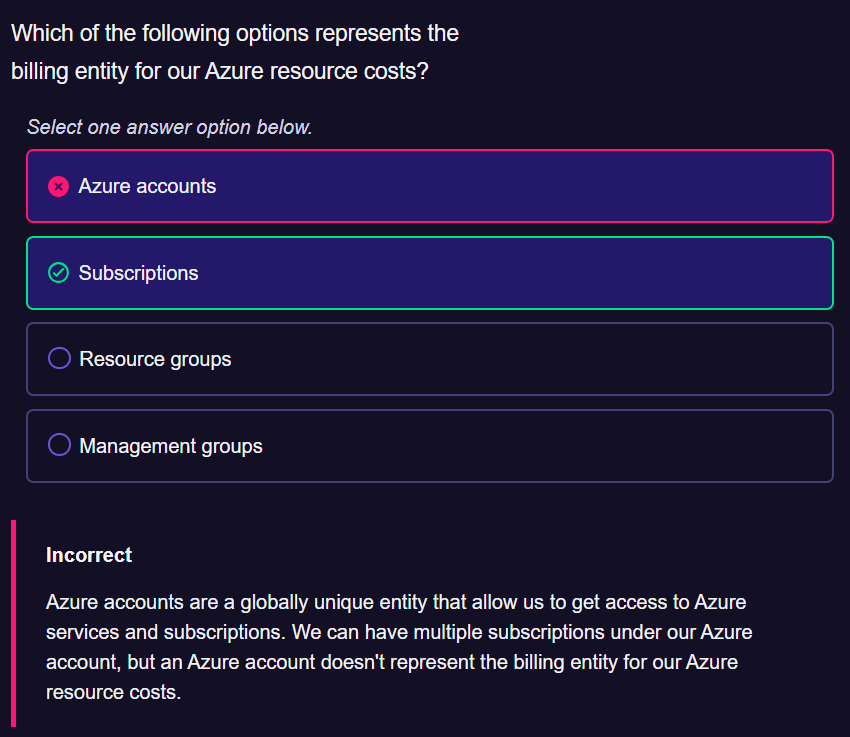 Which of the following options represents the
billing entity for our Azure resource costs?
Select one answer option below.
Azure accounts
Subscriptions
Resource groups
Management groups
Incorrect
Azure accounts are a globally unique entity that allow us to get access to Azure
services and subscriptions. We can have multiple subscriptions under our Azure
account, but an Azure account doesn't represent the billing entity for our Azure
resource costs.